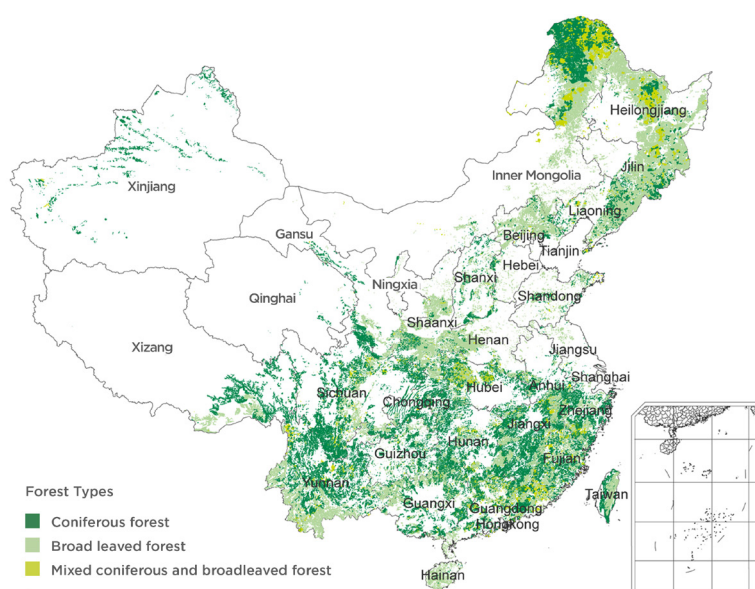 Heilongjiang
Jilin
Inner Mongolia
Xinjiang
Liaoning
Gansu
Beijing
Tianjin
Hebei
Shanxi
Ningxia
Qinghai
Shandong
Shaanxi
Henan
Xizang
Jiangsu
Shanghai
Anhui
Hubei
Sichuan
Chongqing
Zhejiang
Jiangxi
Hunan
Guizhou
Fujian
Yunnan
Taiwan
Guangxi
Guangdong
HongKong
Hainan
Forest Types
Coniferous forest
Broad leaved forest
Mixed coniferous and broadleaved forest